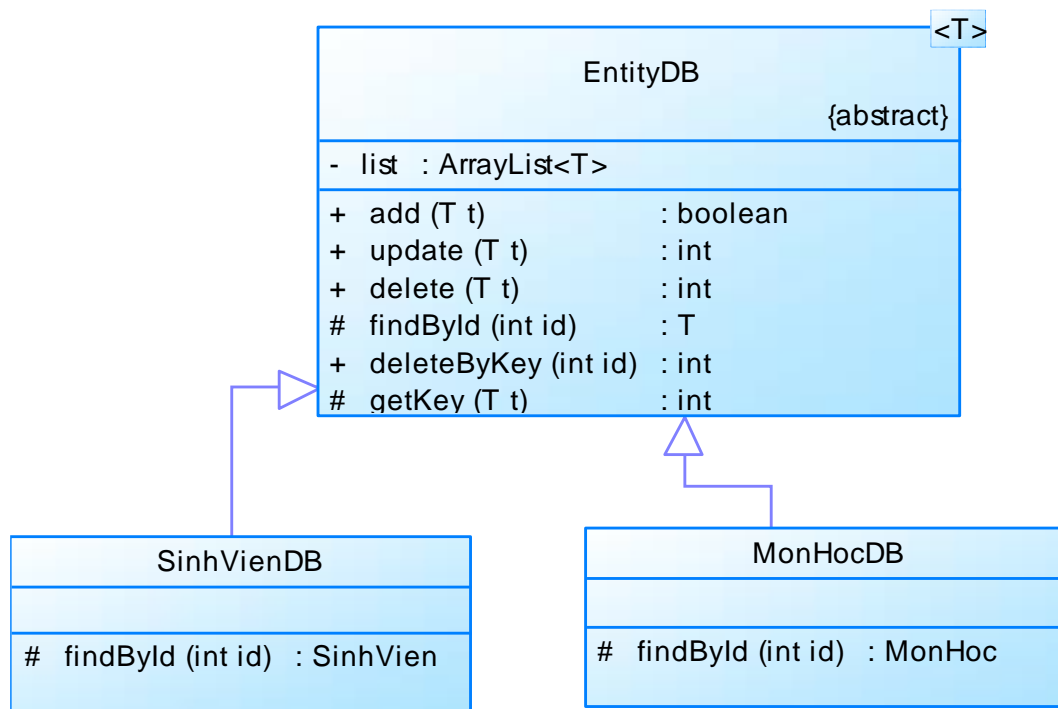 <T>
EntityDB
{abstract}
- list : ArrayList<T>
+ add (T t) : boolean
+ update (T t) : int
+ delete (T t) : int
# findById (int id) : T
+ deleteByKey (int id) : int
# getKey (T t) : int
SinhVienDB
# findById (int id) : SinhVien
MonHocDB
# findById (int id) : MonHoc